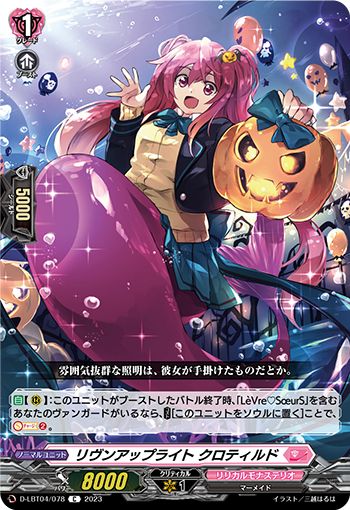 グレード
1
ブースト
シールド
5000
雰囲気抜群な照明は、彼女が手掛けたものだとか。
自【R】:このユニットがブーストしたバトル終了時、「LèVre♡SœurS」を含む
あなたのヴァンガードがいるなら、[このユニットをソウルに置く]ことで、
2。
ノーマルユニット
リヴンアップライト クロティルド
パワー 8000
クリティカル
1
リリカルモナステリオ
マーメイド
D-LBT04/078 C 2023
イラスト/三越はるは